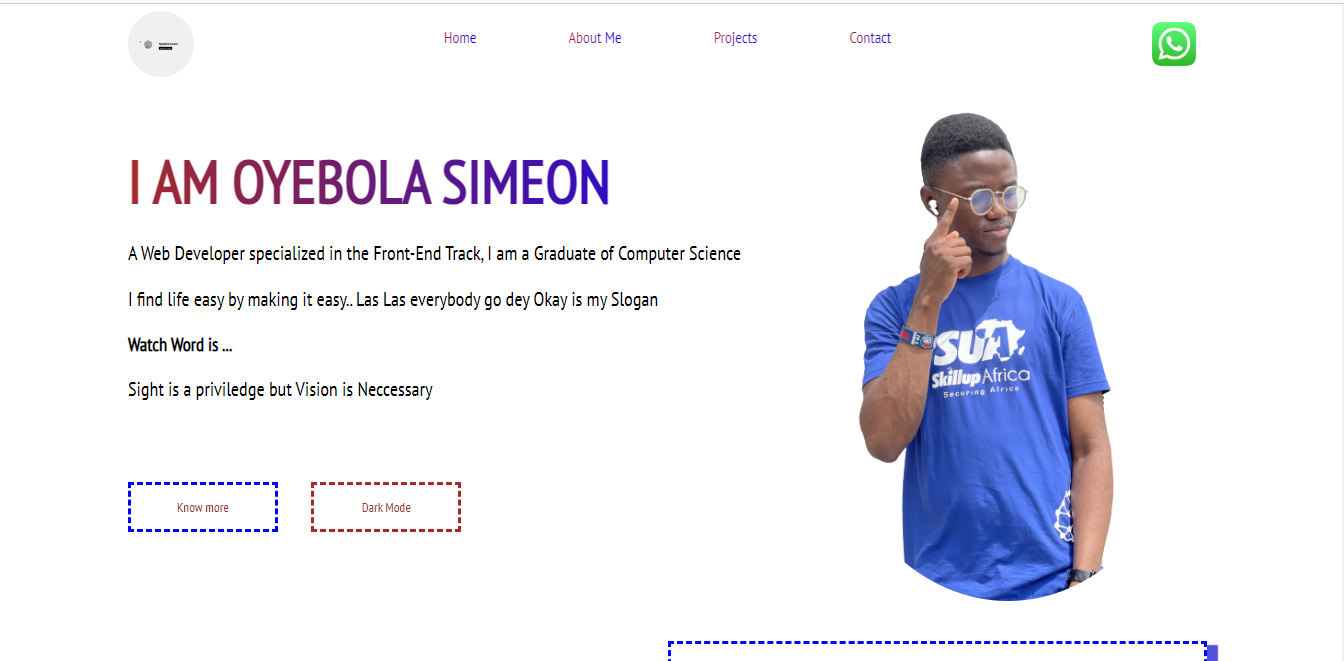 Home About Me Projects Contact
I AM OYEBOLA SIMEON
A Web Developer specialized in the Front-End Track, I am a Graduate of Computer Science
I find life easy by making it easy.. Las Las everybody go dey Okay is my Slogan
Watch Word is ...
Sight is a priviledge but Vision is Neccessary
Know more Dark Mode
SUA
Skillup Africa
Securing Africa